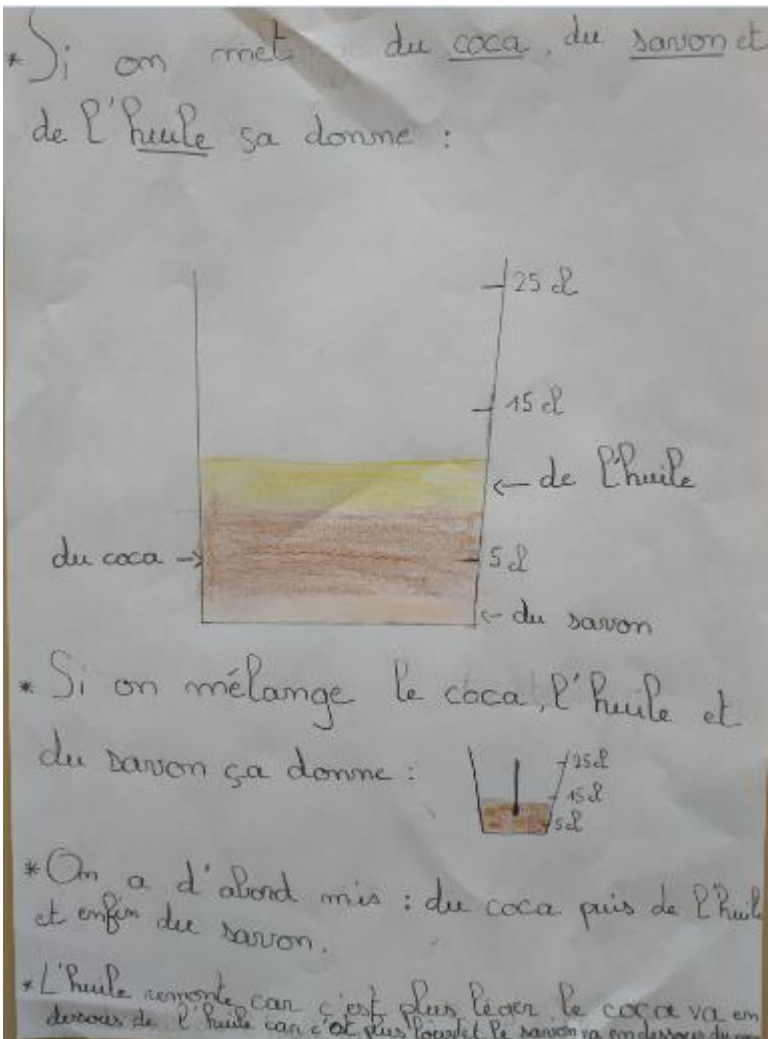 * Si on met du coca, du savon et
de l'huile ça donne :
25 cl
15 cl
← de l'huile
du coca →
5 cl
← du savon
* Si on mélange le coca, l'huile et
du savon ça donne :
25 cl
15 cl
5 cl
* On a d'abord mis : du coca puis de l'huile
et enfin du savon.
* L'huile remonte car c'est plus léger le coca va en
dessous de l'huile car c'est plus lourd et le savon va en dessous du